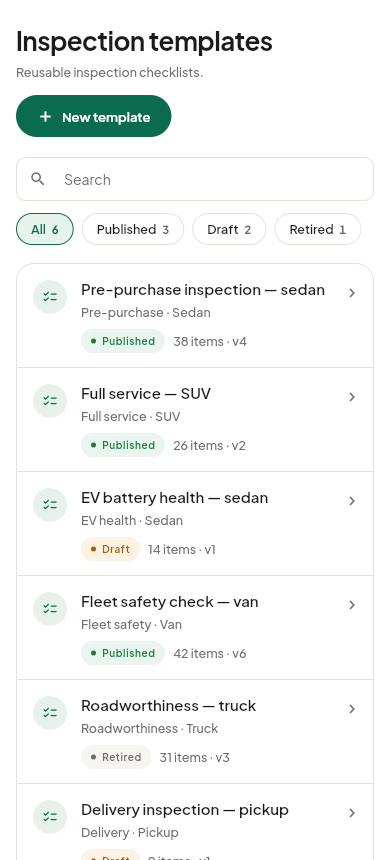 Inspection templates
Reusable inspection checklists.
New template
Search
All 6 Published 3 Draft 2 Retired 1
Pre-purchase inspection — sedan
Pre-purchase · Sedan
Published 38 items · v4
Full service — SUV
Full service · SUV
Published 26 items · v2
EV battery health — sedan
EV health · Sedan
Draft 14 items · v1
Fleet safety check — van
Fleet safety · Van
Published 42 items · v6
Roadworthiness — truck
Roadworthiness · Truck
Retired 31 items · v3
Delivery inspection — pickup
Delivery · Pickup
Draft